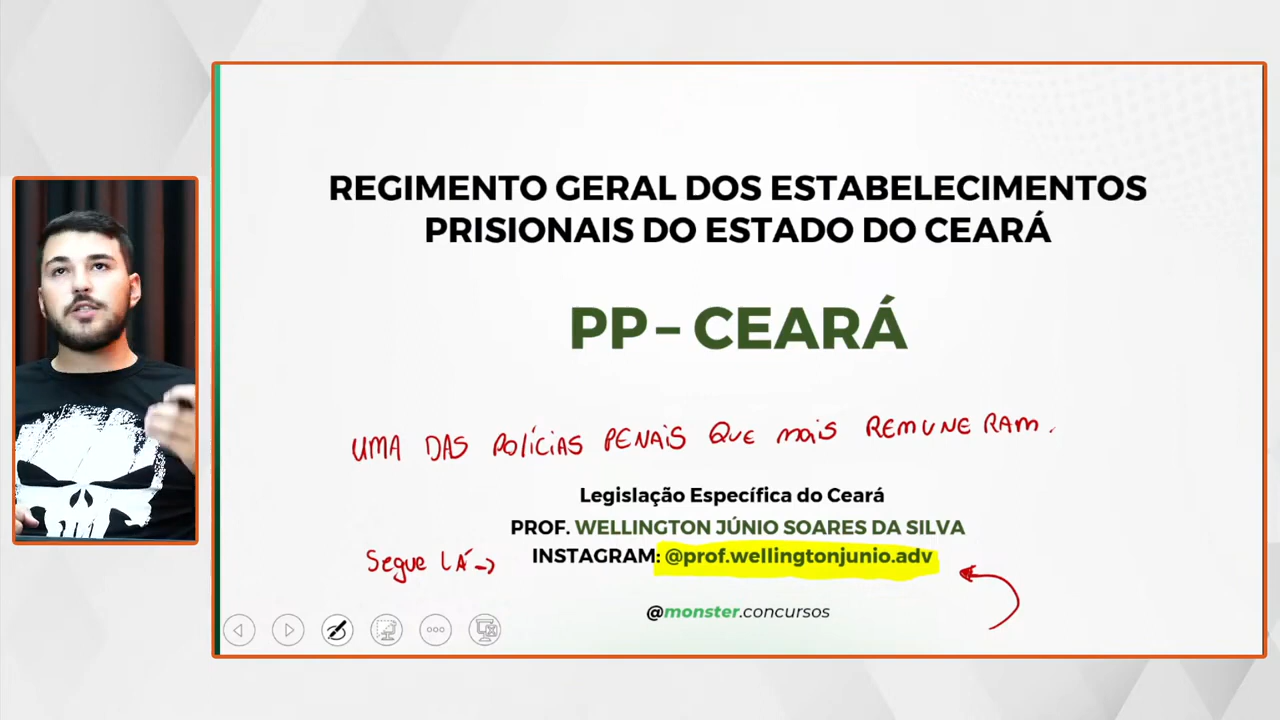 REGIMENTO GERAL DOS ESTABELECIMENTOS
PRISIONAIS DO ESTADO DO CEARÁ
PP – CEARÁ
UMA DAS POLÍCIAS PENAIS QUE MAIS REMUNERAM.
Legislação Específica do Ceará
PROF. WELLINGTON JÚNIO SOARES DA SILVA
Segue LÁ → INSTAGRAM: @prof.wellingtonjunio.adv
@monster.concursos